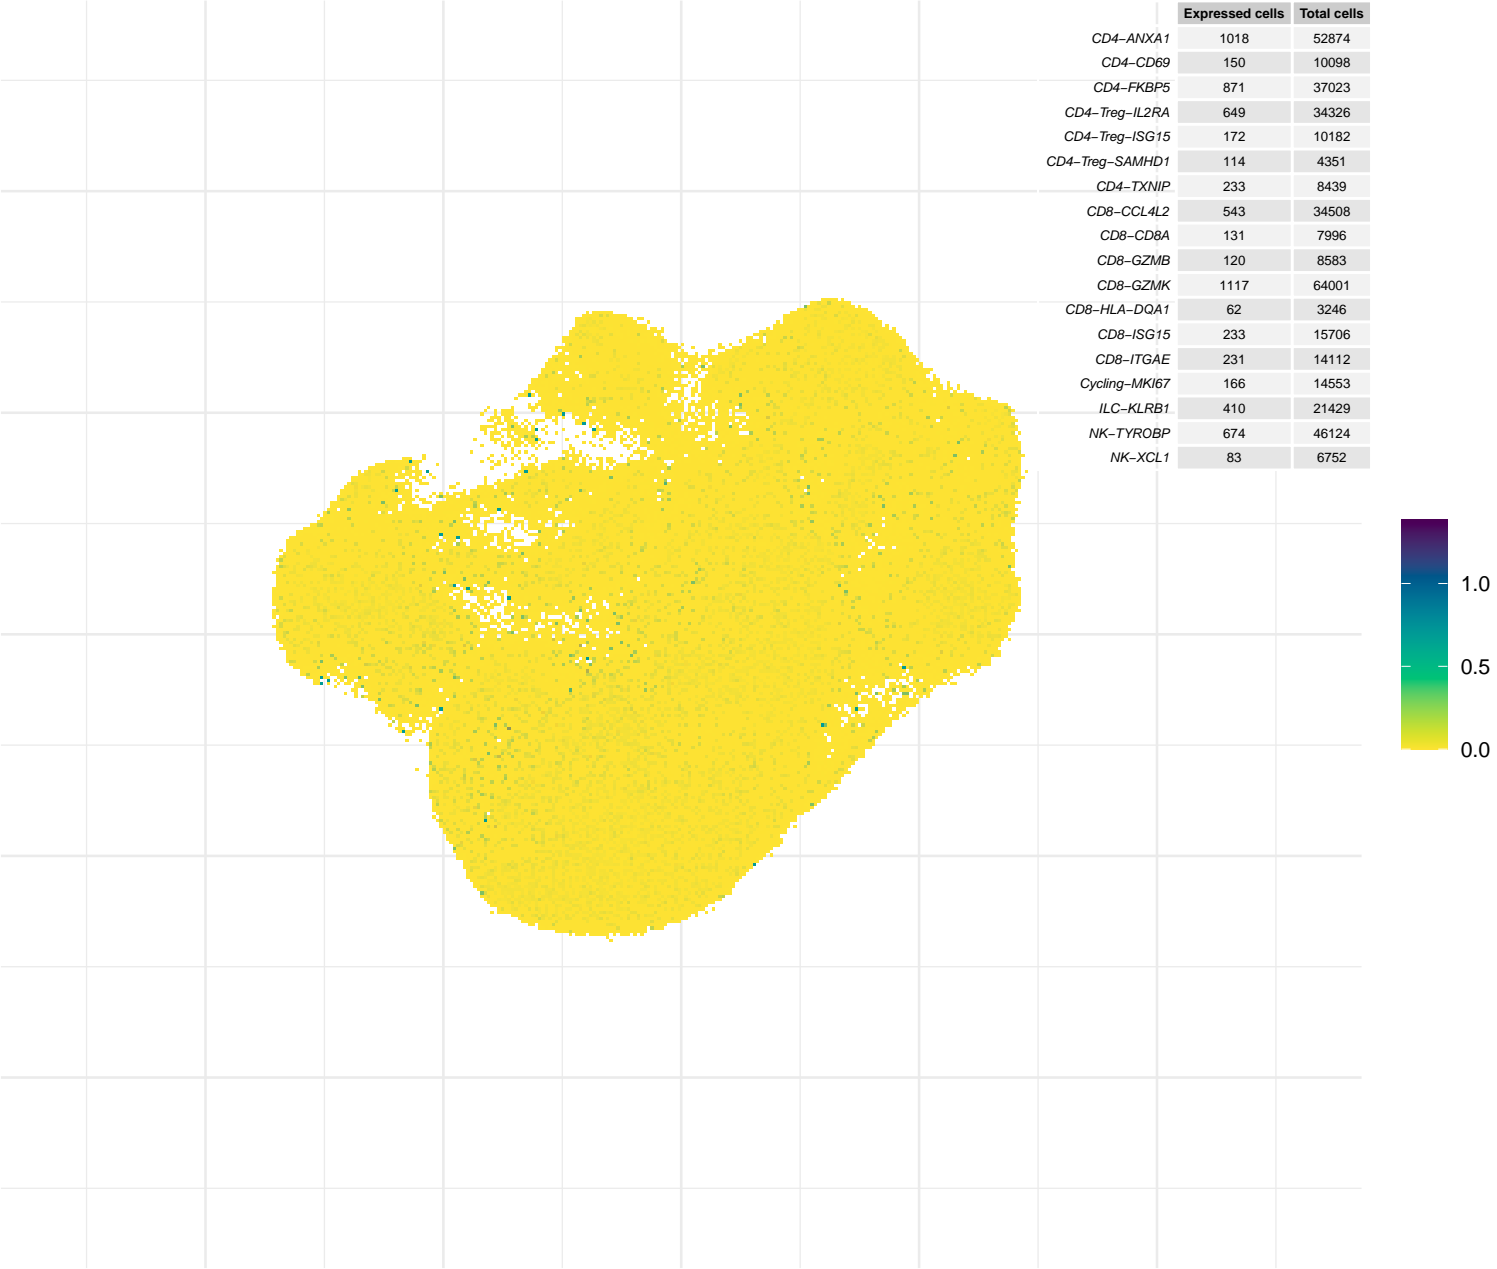 Expressed cells Total cells
CD4−ANXA1 1018 52874
CD4−CD69 150 10098
CD4−FKBP5 871 37023
CD4−Treg−IL2RA 649 34326
CD4−Treg−ISG15 172 10182
CD4−Treg−SAMHD1 114 4351
CD4−TXNIP 233 8439
CD8−CCL4L2 543 34508
CD8−CD8A 131 7996
CD8−GZMB 120 8583
CD8−GZMK 1117 64001
CD8−HLA−DQA1 62 3246
CD8−ISG15 233 15706
CD8−ITGAE 231 14112
Cycling−MKI67 166 14553
ILC−KLRB1 410 21429
NK−TYROBP 674 46124
NK−XCL1 83 6752
1.0
0.5
0.0